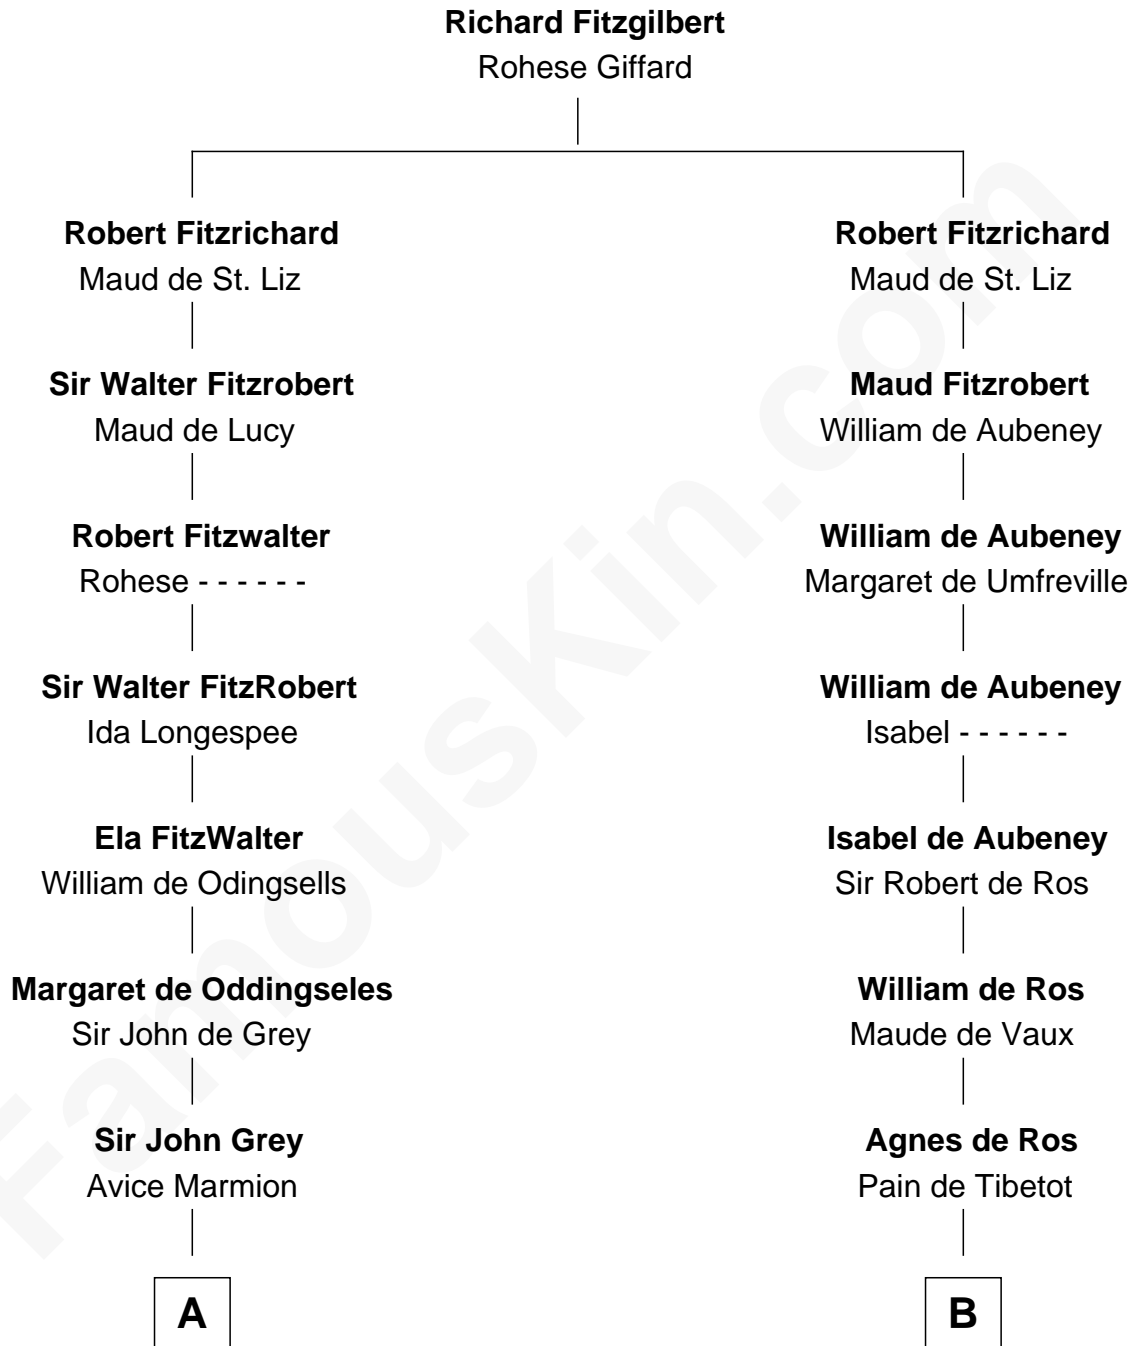 Richard Fitzgilbert
Rohese Giffard
Robert Fitzrichard
Maud de St. Liz
Robert Fitzrichard
Maud de St. Liz
Sir Walter Fitzrobert
Maud de Lucy
Maud Fitzrobert
William de Aubeney
Robert Fitzwalter
Rohese - - - - - -
William de Aubeney
Margaret de Umfreville
Sir Walter FitzRobert
Ida Longespee
William de Aubeney
Isabel - - - - - -
Ela FitzWalter
William de Odingsells
Isabel de Aubeney
Sir Robert de Ros
Margaret de Oddingseles
Sir John de Grey
William de Ros
Maude de Vaux
Sir John Grey
Avice Marmion
Agnes de Ros
Pain de Tibetot
A
B
FamousKin.com